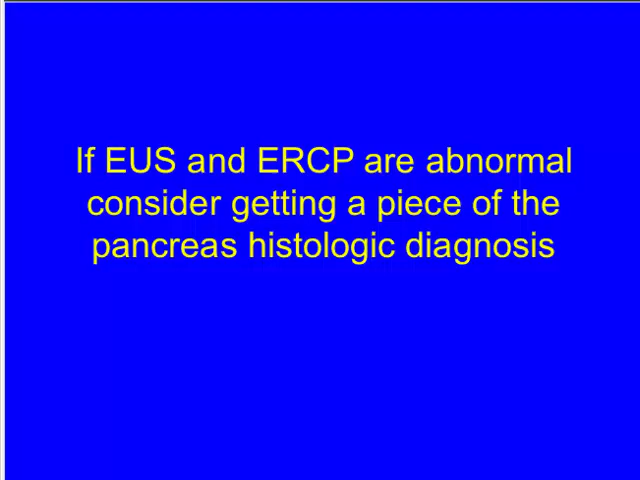 If EUS and ERCP are abnormal
consider getting a piece of the
pancreas histologic diagnosis